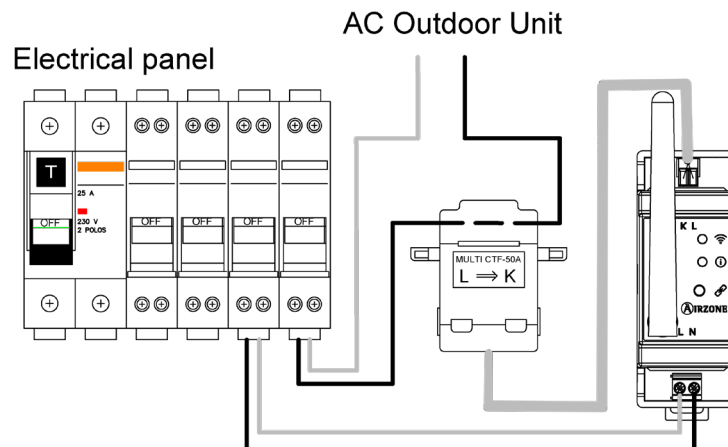 AC Outdoor Unit
Electrical panel
T
25 A
230 V
2 POLOS
OFF
OFF
OFF
OFF
OFF
MULTI CTF-50A
L ⇒ K
K L
AIRZONE
L N